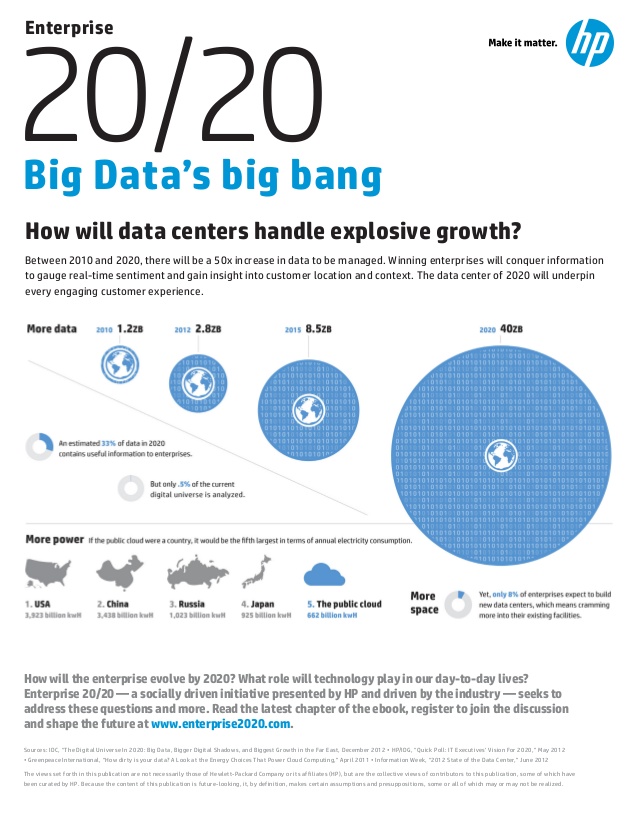 Enterprise
20/20
Make it matter.
hp
Big Data's big bang
How will data centers handle explosive growth?
Between 2010 and 2020, there will be a 50x increase in data to be managed. Winning enterprises will conquer information
to gauge real-time sentiment and gain insight into customer location and context. The data center of 2020 will underpin
every engaging customer experience.
More data
2010 1.2ZB
2012 2.8ZB
2015 8.5ZB
2020 40ZB
An estimated 33% of data in 2020
contains useful information to enterprises.
But only .5% of the current
digital universe is analyzed.
More power If the public cloud were a country, it would be the fifth largest in terms of annual electricity consumption.
1. USA
3,923 billion kwH
2. China
3,438 billion kwH
3. Russia
1,023 billion kwH
4. Japan
925 billion kwH
5. The public cloud
662 billion kwH
More
space
Yet, only 8% of enterprises expect to build
new data centers, which means cramming
more into their existing facilities.
How will the enterprise evolve by 2020? What role will technology play in our day-to-day lives?
Enterprise 20/20 — a socially driven initiative presented by HP and driven by the industry — seeks to
address these questions and more. Read the latest chapter of the ebook, register to join the discussion
and shape the future at www.enterprise2020.com.
Sources: IDC, "The Digital Universe In 2020: Big Data, Bigger Digital Shadows, and Biggest Growth in the Far East, December 2012 • HP/IDG, "Quick Poll: IT Executives' Vision For 2020," May 2012
• Greenpeace International, "How dirty is your data? A Look at the Energy Choices That Power Cloud Computing," April 2011 • Information Week, "2012 State of the Data Center," June 2012
The views set forth in this publication are not necessarily those of Hewlett-Packard Company or its affiliates (HP), but are the collective views of contributors to this publication, some of which have
been curated by HP. Because the content of this publication is future-looking, it, by definition, makes certain assumptions and presuppositions, some or all of which may or may not be realized.